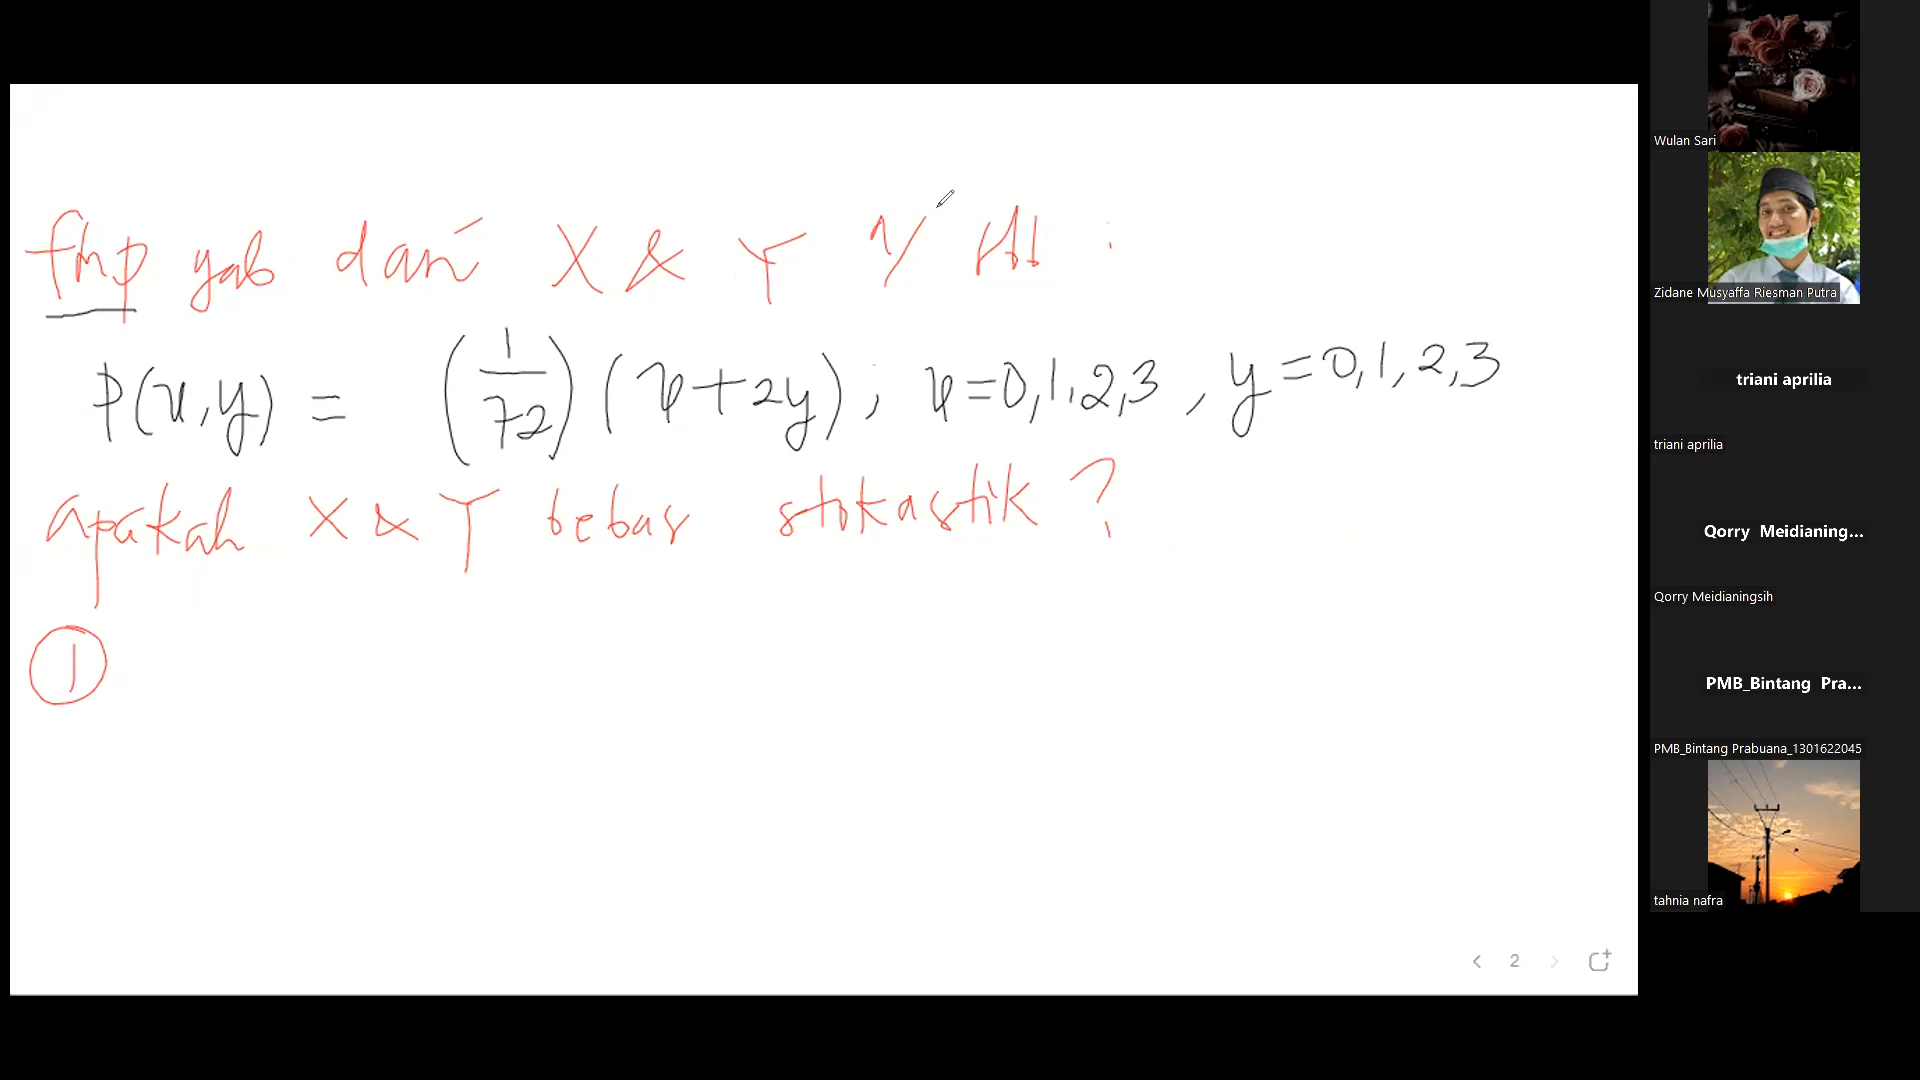 fmp gab dari X & Y sbb :
P(x,y) = (1/72) (x+2y) ; x=0,1,2,3 , y=0,1,2,3
apakah X & Y bebas stokastik ?
1
2
Wulan Sari
Zidane Musyaffa Riesman Putra
triani aprilia
triani aprilia
Qorry Meidianing...
Qorry Meidianingsih
PMB_Bintang Pra...
PMB_Bintang Prabuana_1301622045
tahnia nafra